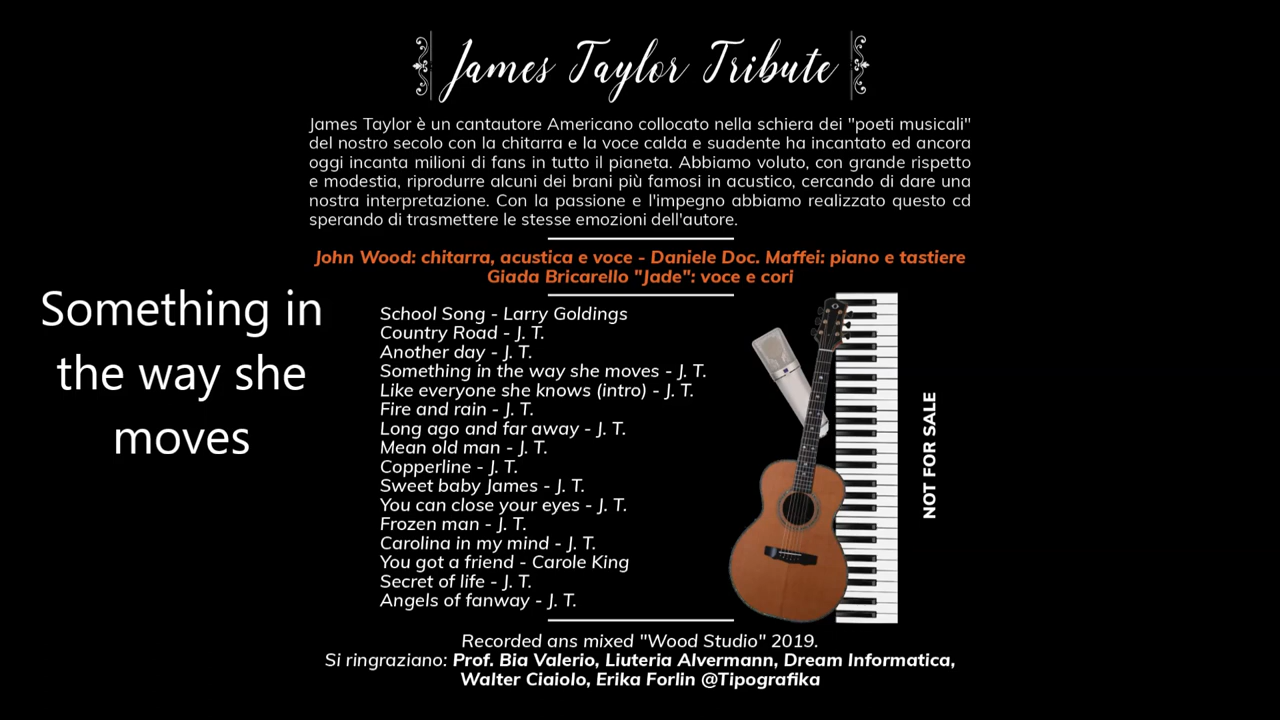 James Taylor Tribute
James Taylor è un cantautore Americano collocato nella schiera dei "poeti musicali"
del nostro secolo con la chitarra e la voce calda e suadente ha incantato ed ancora
oggi incanta milioni di fans in tutto il pianeta. Abbiamo voluto, con grande rispetto
e modestia, riprodurre alcuni dei brani più famosi in acustico, cercando di dare una
nostra interpretazione. Con la passione e l'impegno abbiamo realizzato questo cd
sperando di trasmettere le stesse emozioni dell'autore.
John Wood: chitarra, acustica e voce - Daniele Doc. Maffei: piano e tastiere
Giada Bricarello "Jade": voce e cori
Something in
the way she
moves
School Song - Larry Goldings
Country Road - J. T.
Another day - J. T.
Something in the way she moves - J. T.
Like everyone she knows (intro) - J. T.
Fire and rain - J. T.
Long ago and far away - J. T.
Mean old man - J. T.
Copperline - J. T.
Sweet baby James - J. T.
You can close your eyes - J. T.
Frozen man - J. T.
Carolina in my mind - J. T.
You got a friend - Carole King
Secret of life - J. T.
Angels of fanway - J. T.
NOT FOR SALE
Recorded ans mixed "Wood Studio" 2019.
Si ringraziano: Prof. Bia Valerio, Liuteria Alvermann, Dream Informatica,
Walter Ciaiolo, Erika Forlin @Tipografika